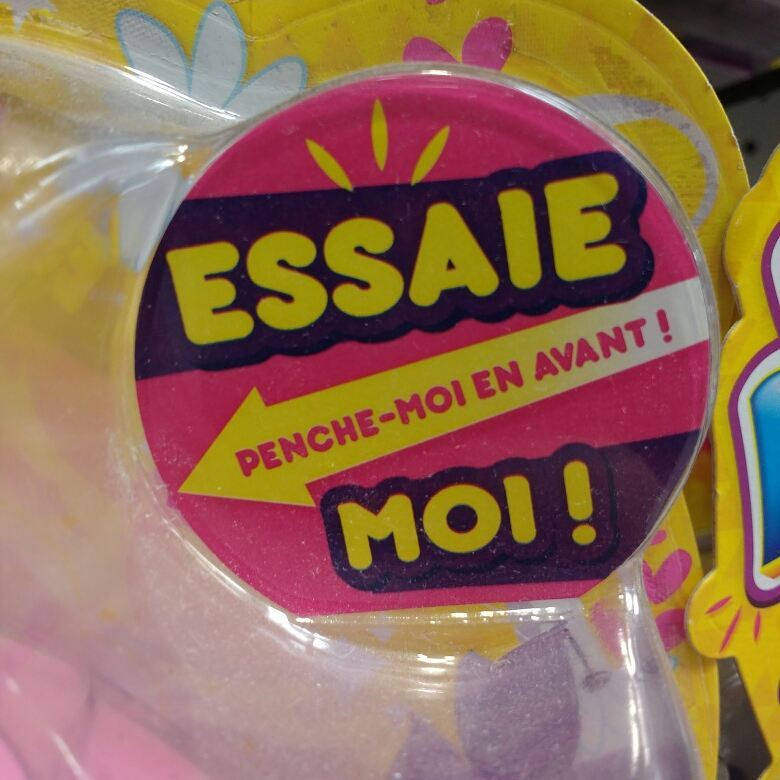 ESSAIE
PENCHE-MOI EN AVANT !
MOI !